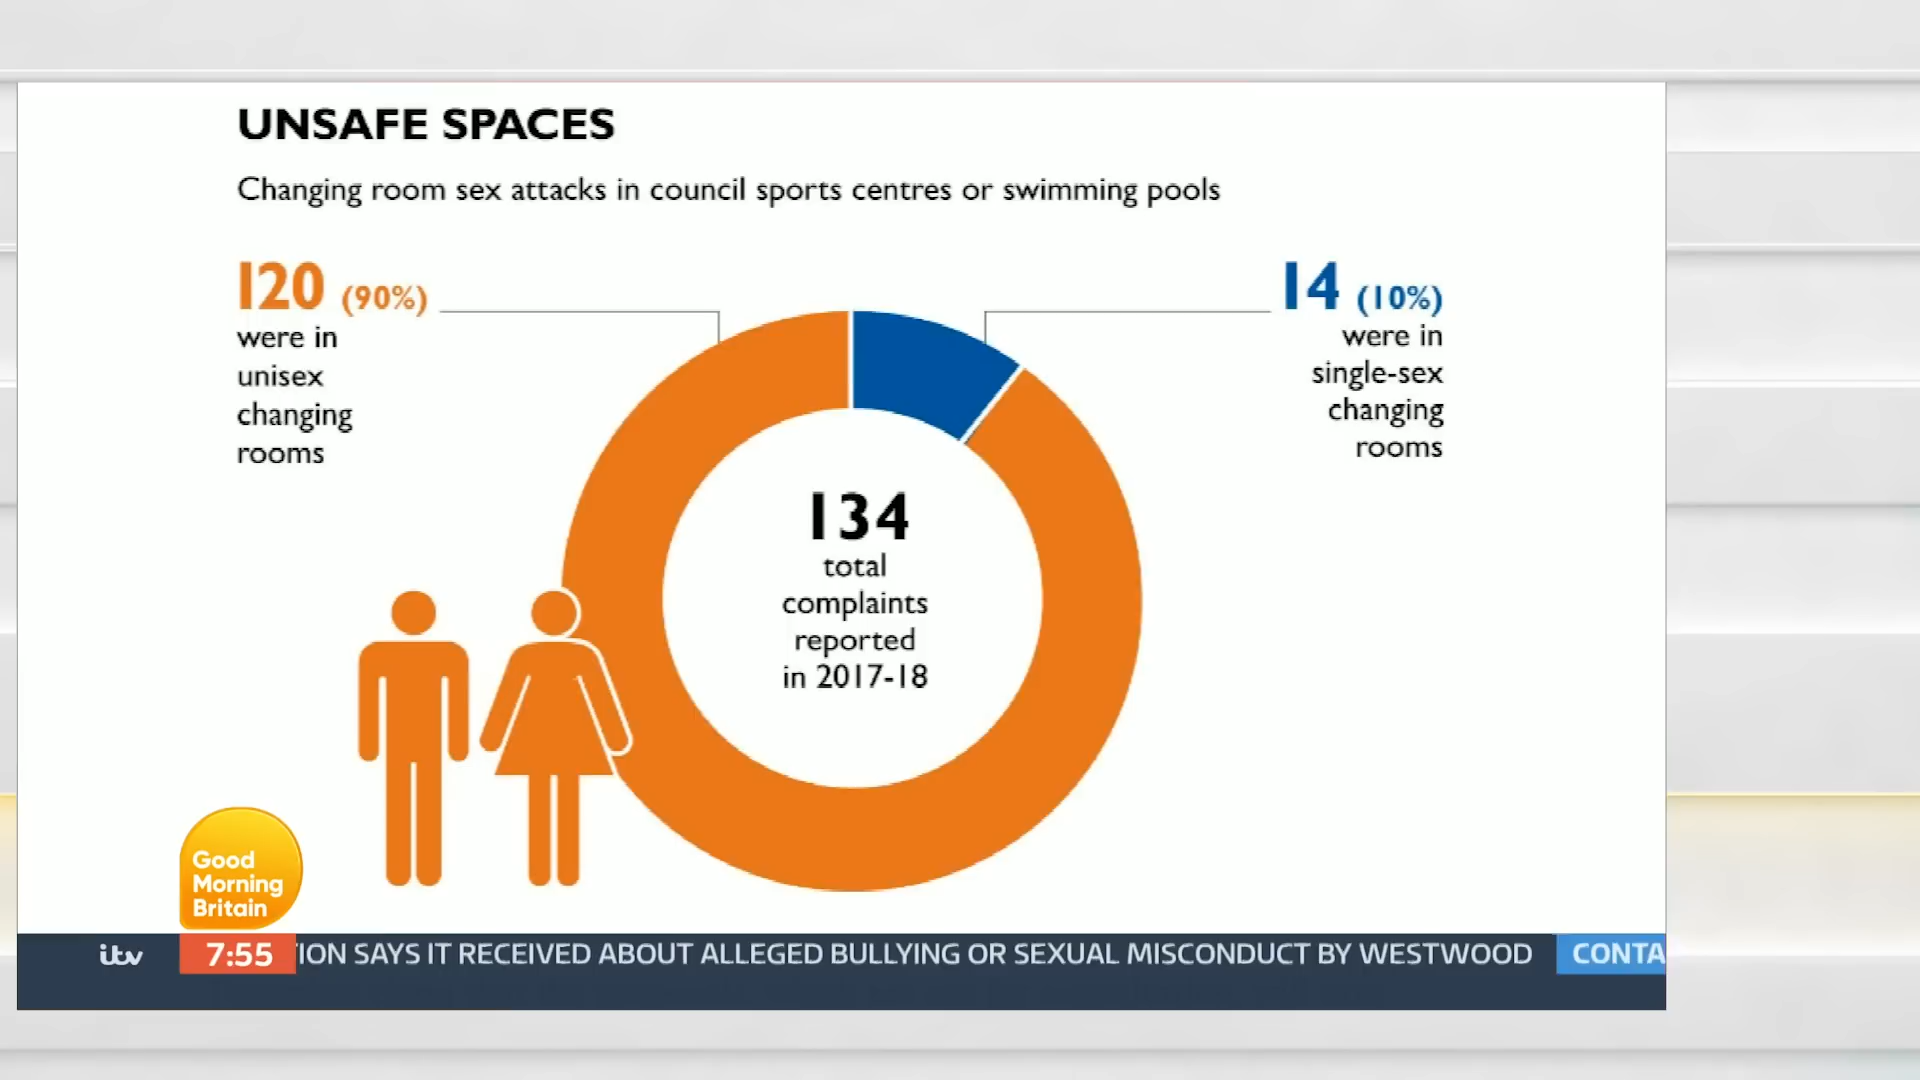 UNSAFE SPACES
Changing room sex attacks in council sports centres or swimming pools
120 (90%)
were in
unisex
changing
rooms
14 (10%)
were in
single-sex
changing
rooms
134
total
complaints
reported
in 2017-18
Good
Morning
Britain
itv
7:55
TION SAYS IT RECEIVED ABOUT ALLEGED BULLYING OR SEXUAL MISCONDUCT BY WESTWOOD
CONTA